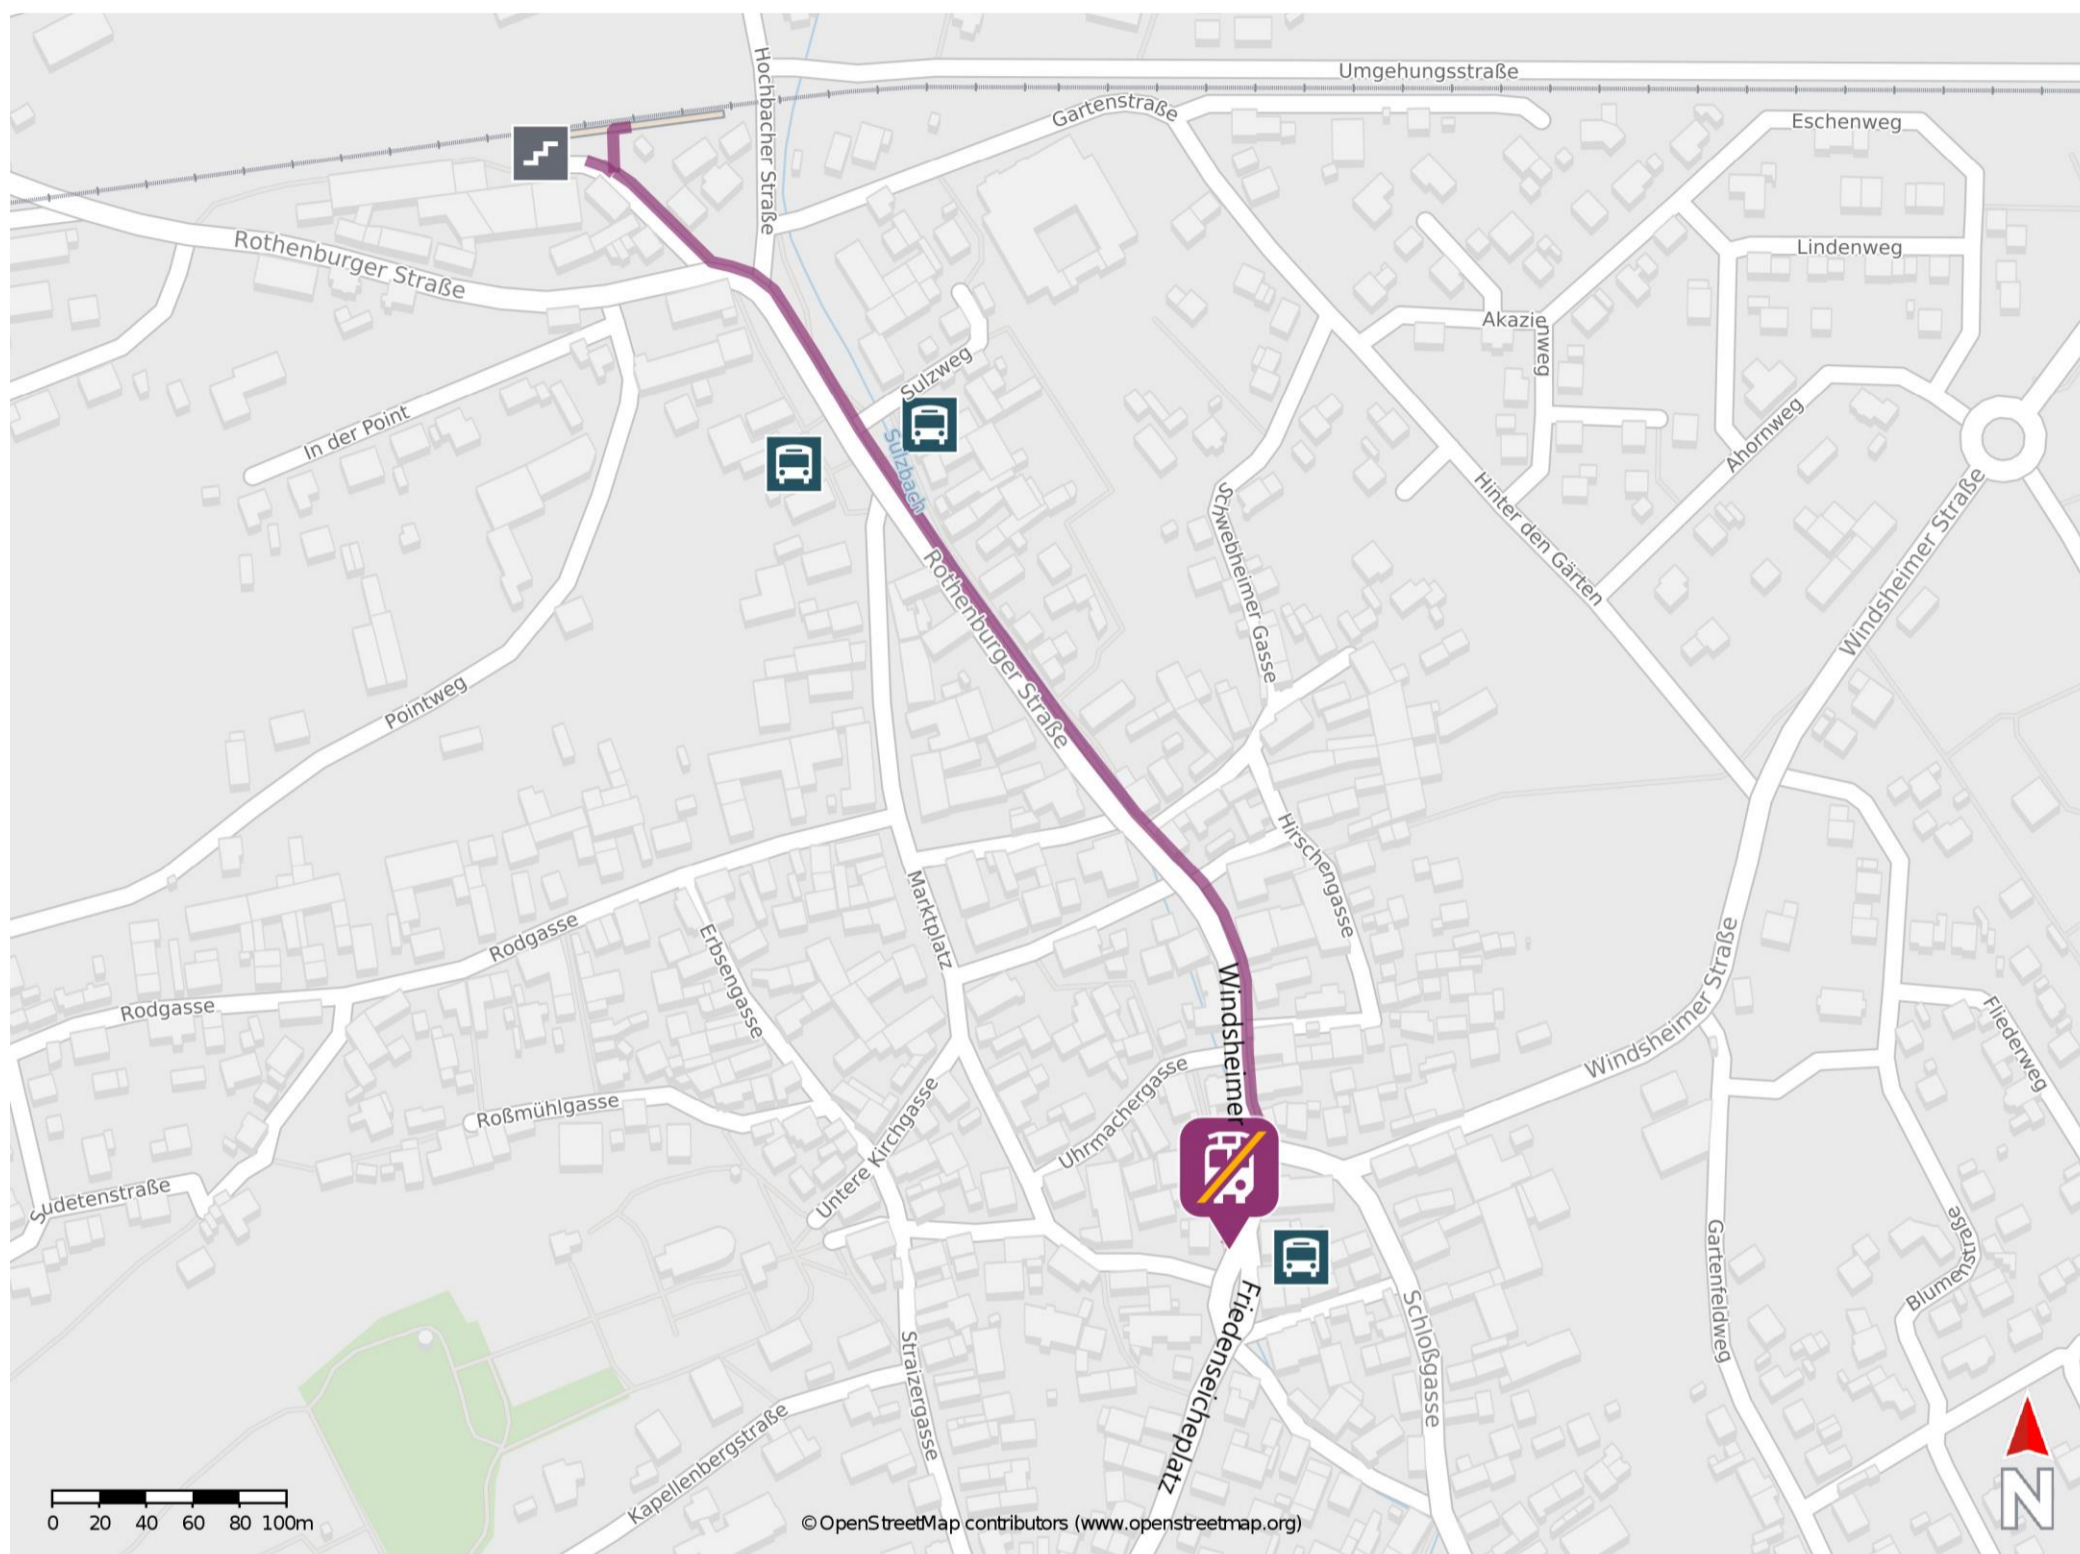 Umgehungsstraße
Hochbacher Straße
Gartenstraße
Eschenweg
Rothenburger Straße
Lindenweg
Akazienweg
Sulzweg
In der Point
Sulzbach
Ahornweg
Hinter den Gärten
Schwebheimer Gasse
Windsheimer Straße
Rothenburger Straße
Pointweg
Hirschengasse
Marktplatz
Rodgasse
Erbsengasse
Windsheimer
Windsheimer Straße
Rodgasse
Fliederweg
Uhrmachergasse
Roßmühlgasse
Untere Kirchgasse
Sudetenstraße
Gartenfeldweg
Blumenstraße
Friedenseicheplatz
Schloßgasse
Straizergasse
Kapellenbergstraße
N
0 20 40 60 80 100m
© OpenStreetMap contributors (www.openstreetmap.org)